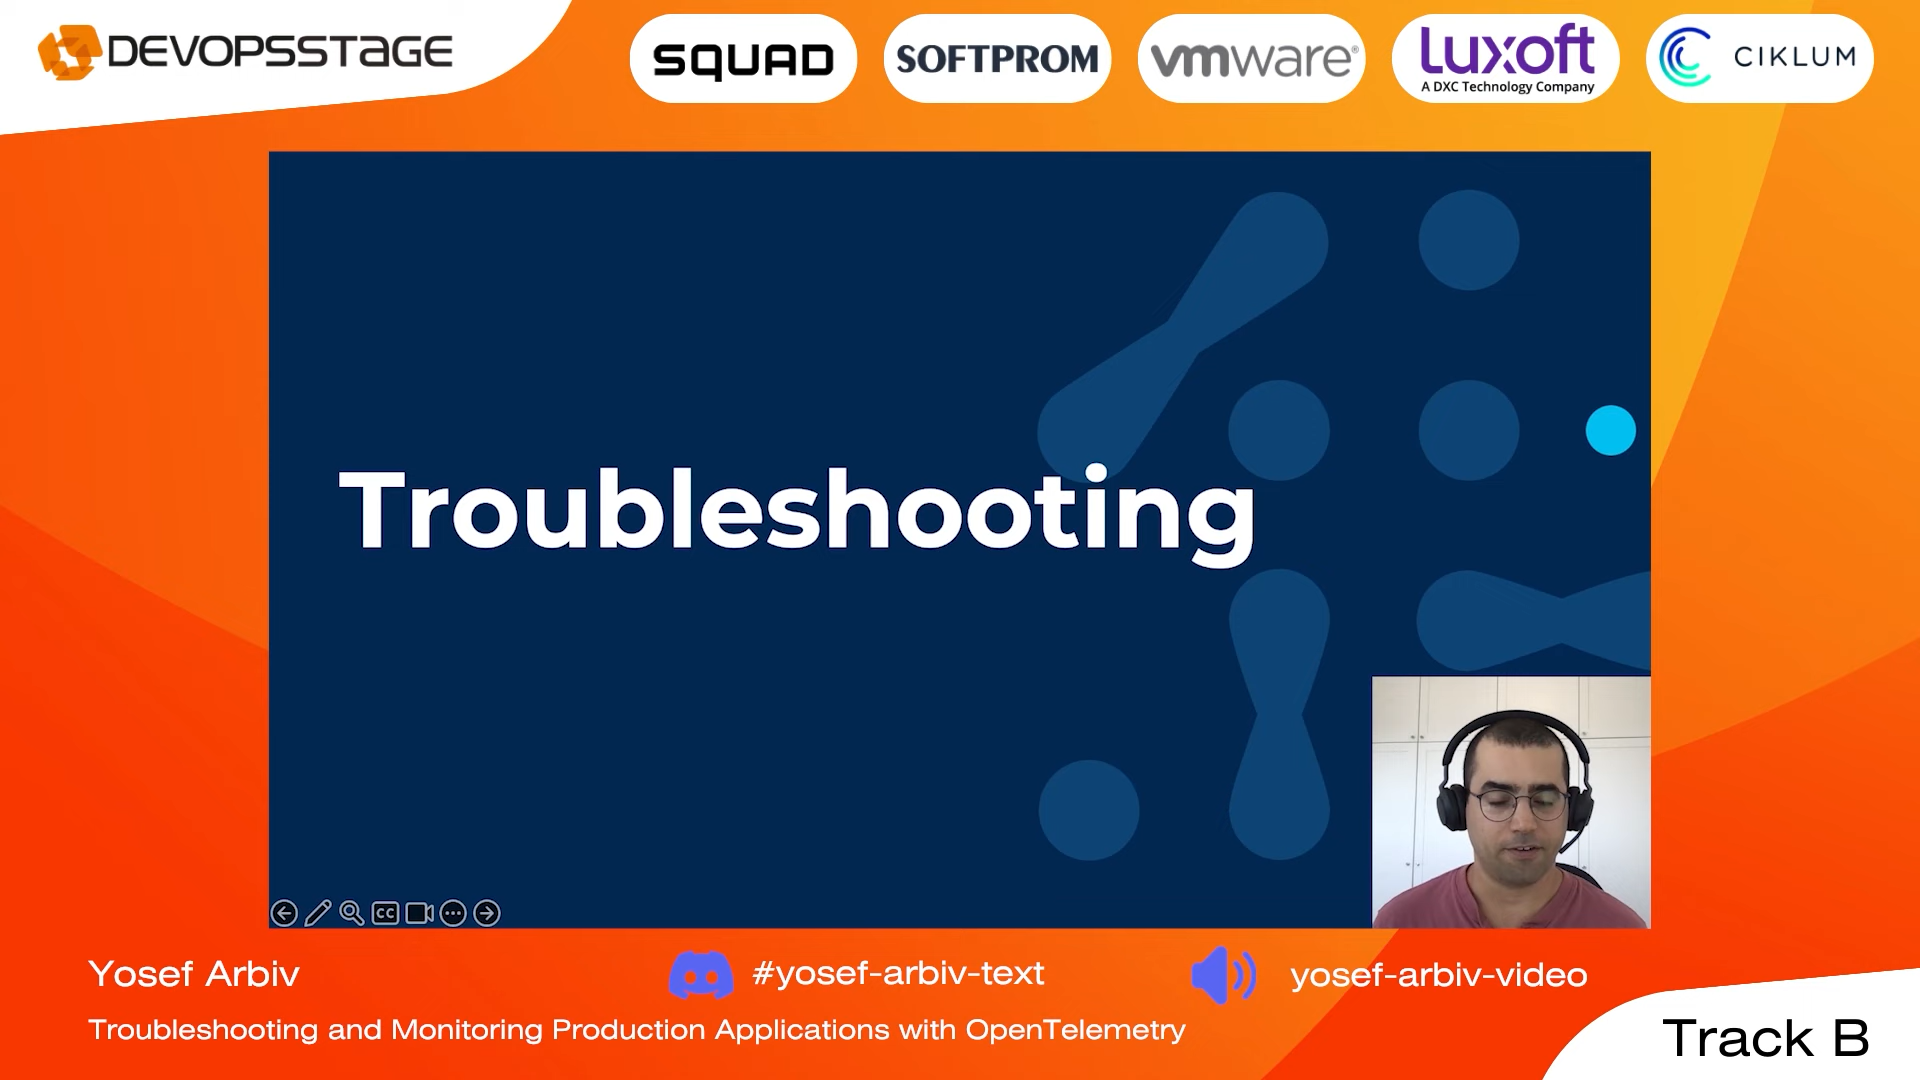 DEVOPSSTAGE
SQUAD
SOFTPROM
vmware®
Luxoft
A DXC Technology Company
CIKLUM
Troubleshooting
CC
Yosef Arbiv
#yosef-arbiv-text
yosef-arbiv-video
Troubleshooting and Monitoring Production Applications with OpenTelemetry
Track B